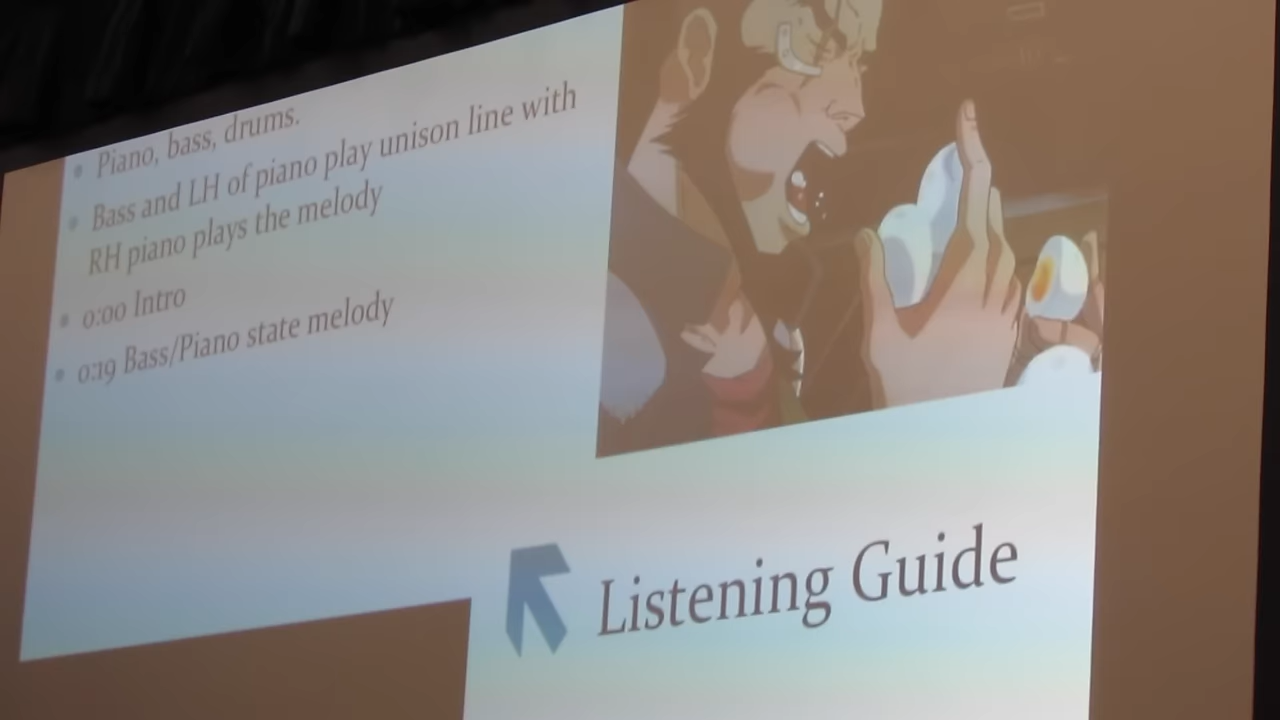 Piano, bass, drums.
Bass and LH of piano play unison line with
RH piano plays the melody
0:00 Intro
0:19 Bass/Piano state melody
Listening Guide